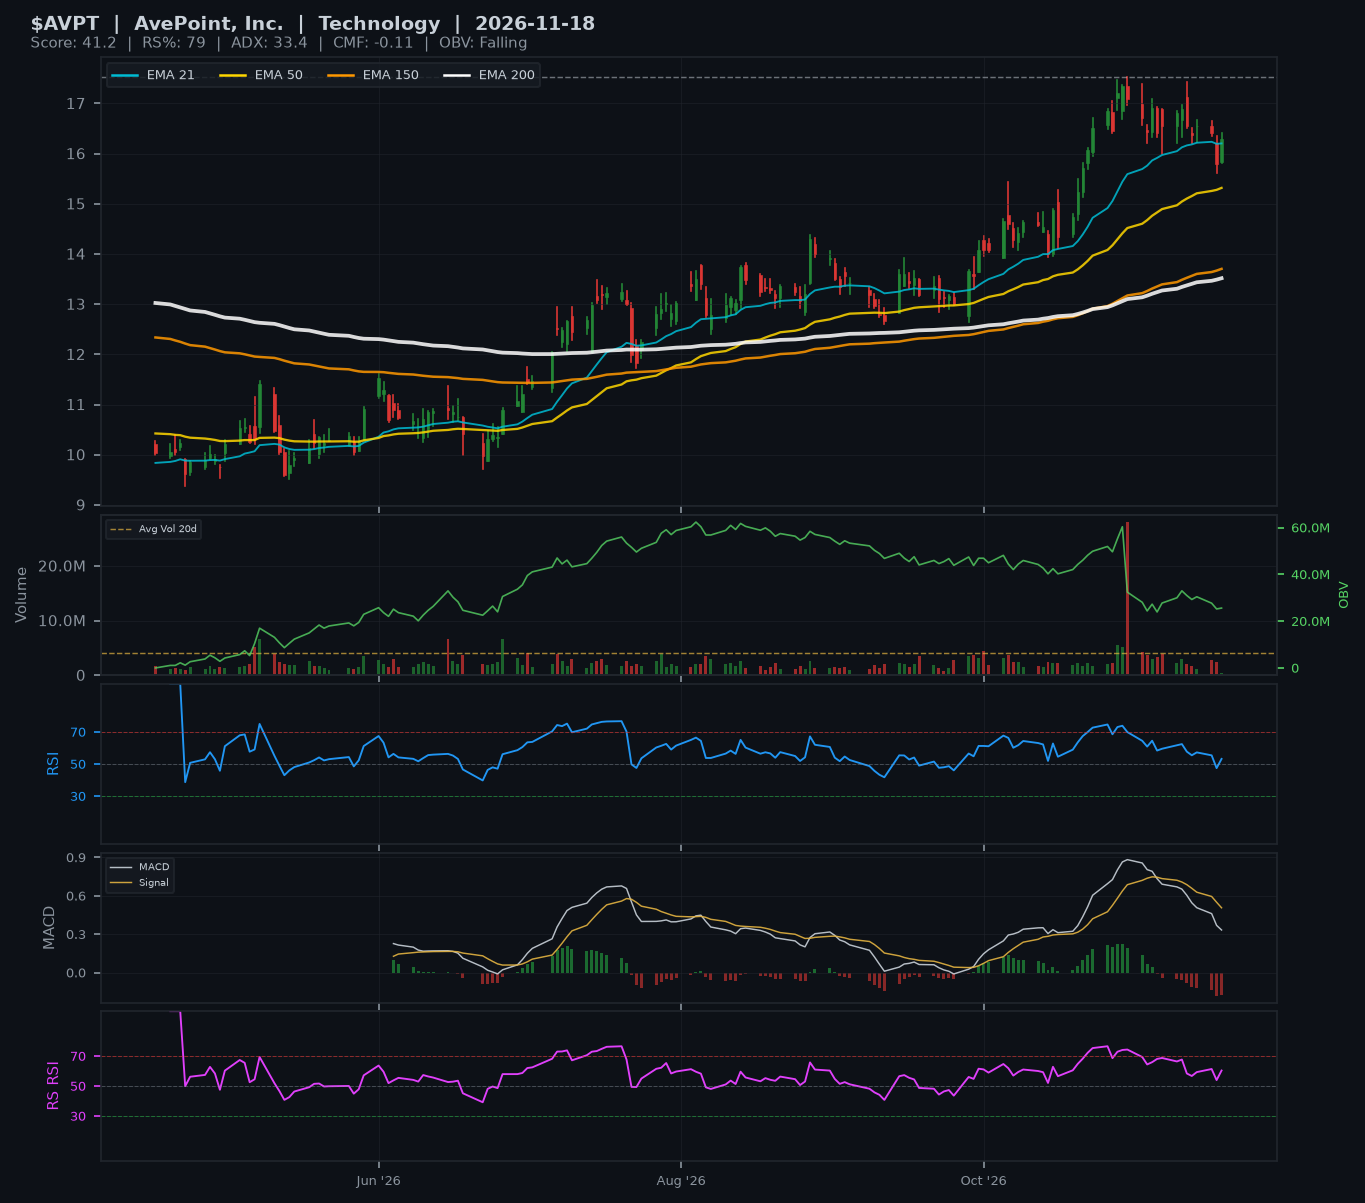 $AVPT | AvePoint, Inc. | Technology | 2026-11-18
Score: 41.2 | RS%: 79 | ADX: 33.4 | CMF: -0.11 | OBV: Falling
EMA 21 EMA 50 EMA 150 EMA 200
17
16
15
14
13
12
11
10
9
Avg Vol 20d
Volume
20.0M
10.0M
0
60.0M
40.0M
20.0M
0
OBV
RSI
70
50
30
MACD
Signal
MACD
0.9
0.6
0.3
0.0
RS RSI
70
50
30
Jun '26 Aug '26 Oct '26